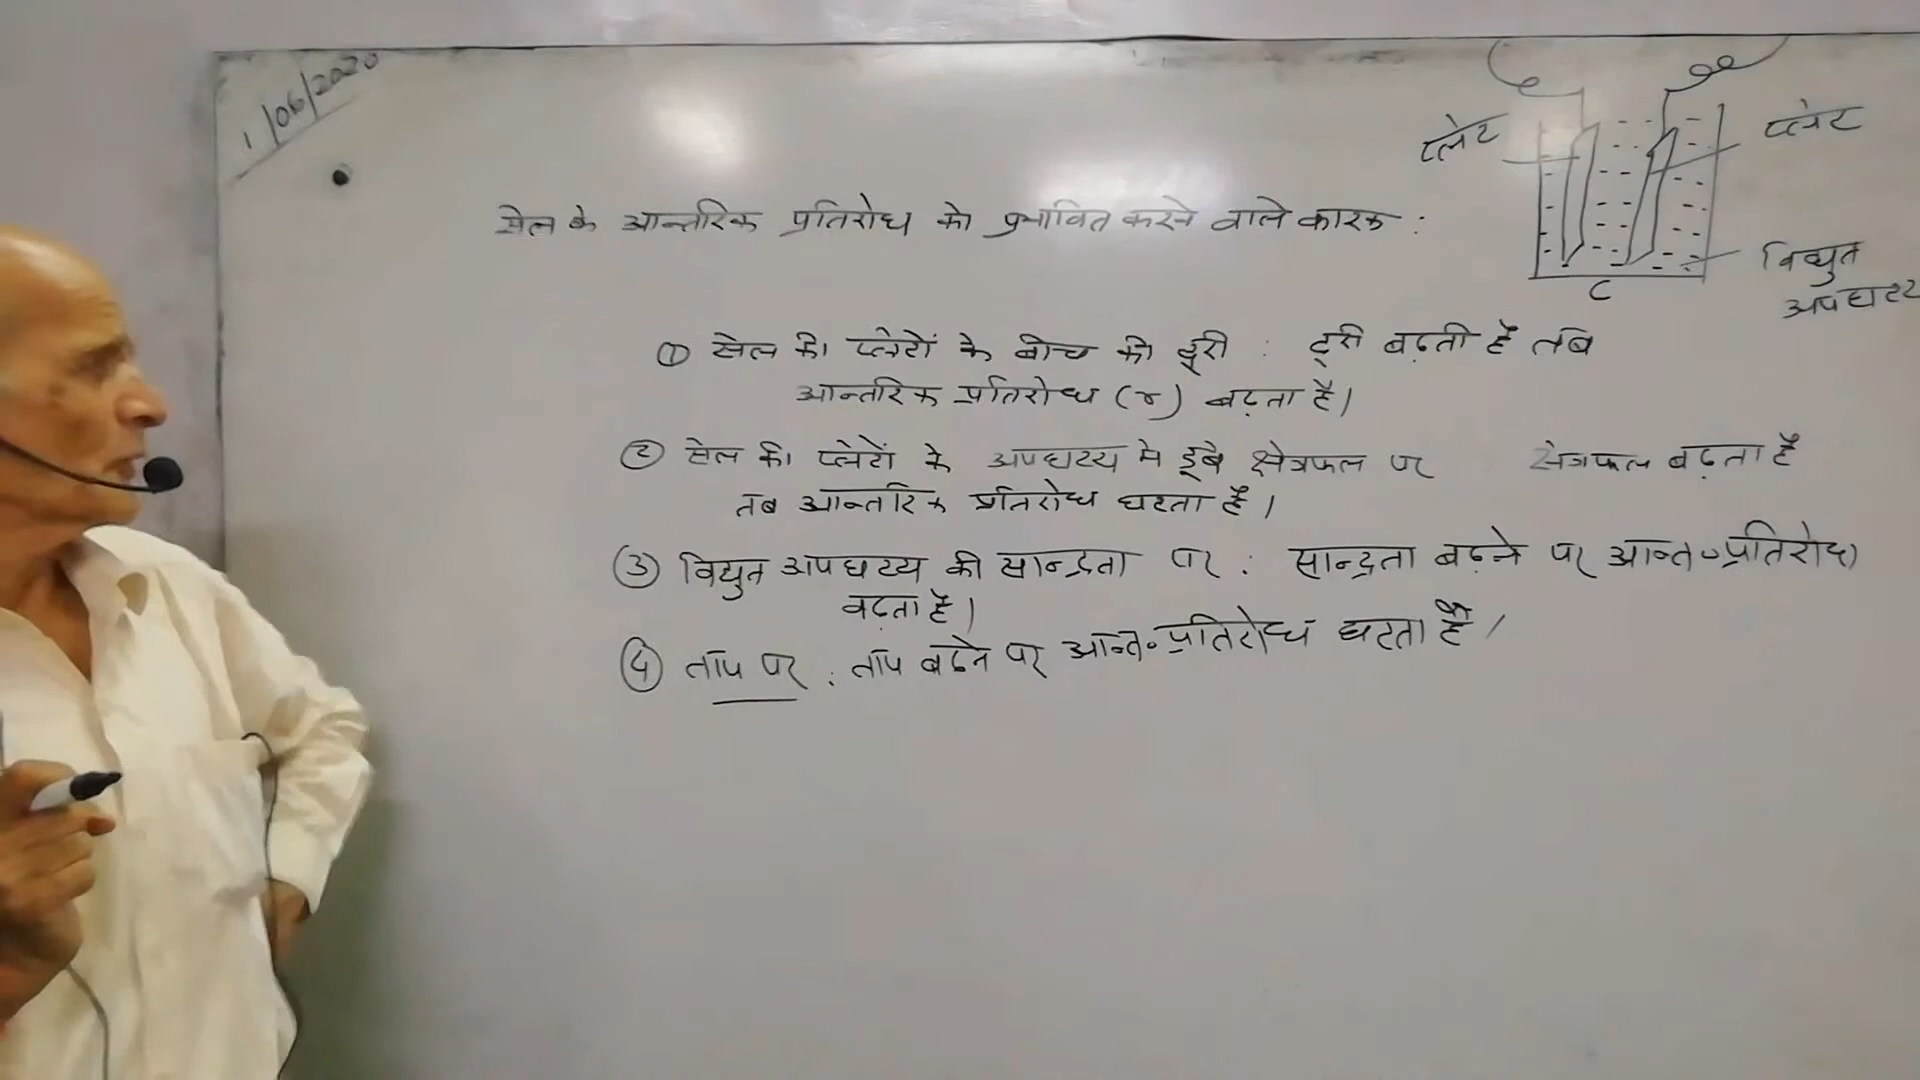 1/06/2020
प्लेट
प्लेट
सेल के आन्तरिक प्रतिरोध को प्रभावित करने वाले कारक :
विद्युत
अपघट्य
C
① सेल की प्लेटों के बीच की दूरी : दूरी बढ़ती है तब
आन्तरिक प्रतिरोध (r) बढ़ता है।
② सेल की प्लेटों के अपघट्य मे डूबे क्षेत्रफल पर क्षेत्रफल बढ़ता है
तब आन्तरिक प्रतिरोध घटता है।
③ विद्युत अपघट्य की सान्द्रता पर : सान्द्रता बढ़ने पर आन्त॰प्रतिरोध
बढ़ता है।
④ ताप पर : ताप बढ़ने पर आन्त॰प्रतिरोध घटता है।